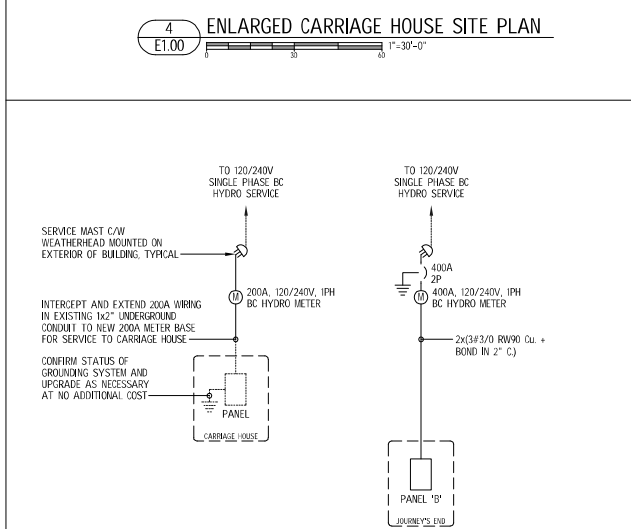 4
E1.00
ENLARGED CARRIAGE HOUSE SITE PLAN
1"=30'-0"
0 30 60
TO 120/240V
SINGLE PHASE BC
HYDRO SERVICE
SERVICE MAST C/W
WEATHERHEAD MOUNTED ON
EXTERIOR OF BUILDING, TYPICAL
M
200A, 120/240V, 1PH
BC HYDRO METER
INTERCEPT AND EXTEND 200A WIRING
IN EXISTING 1x2" UNDERGROUND
CONDUIT TO NEW 200A METER BASE
FOR SERVICE TO CARRIAGE HOUSE
CONFIRM STATUS OF
GROUNDING SYSTEM AND
UPGRADE AS NECESSARY
AT NO ADDITIONAL COST
PANEL
CARRIAGE HOUSE
TO 120/240V
SINGLE PHASE BC
HYDRO SERVICE
400A
2P
M
400A, 120/240V, 1PH
BC HYDRO METER
2x(3#3/0 RW90 Cu. +
BOND IN 2" C.)
PANEL 'B'
JOURNEY'S END